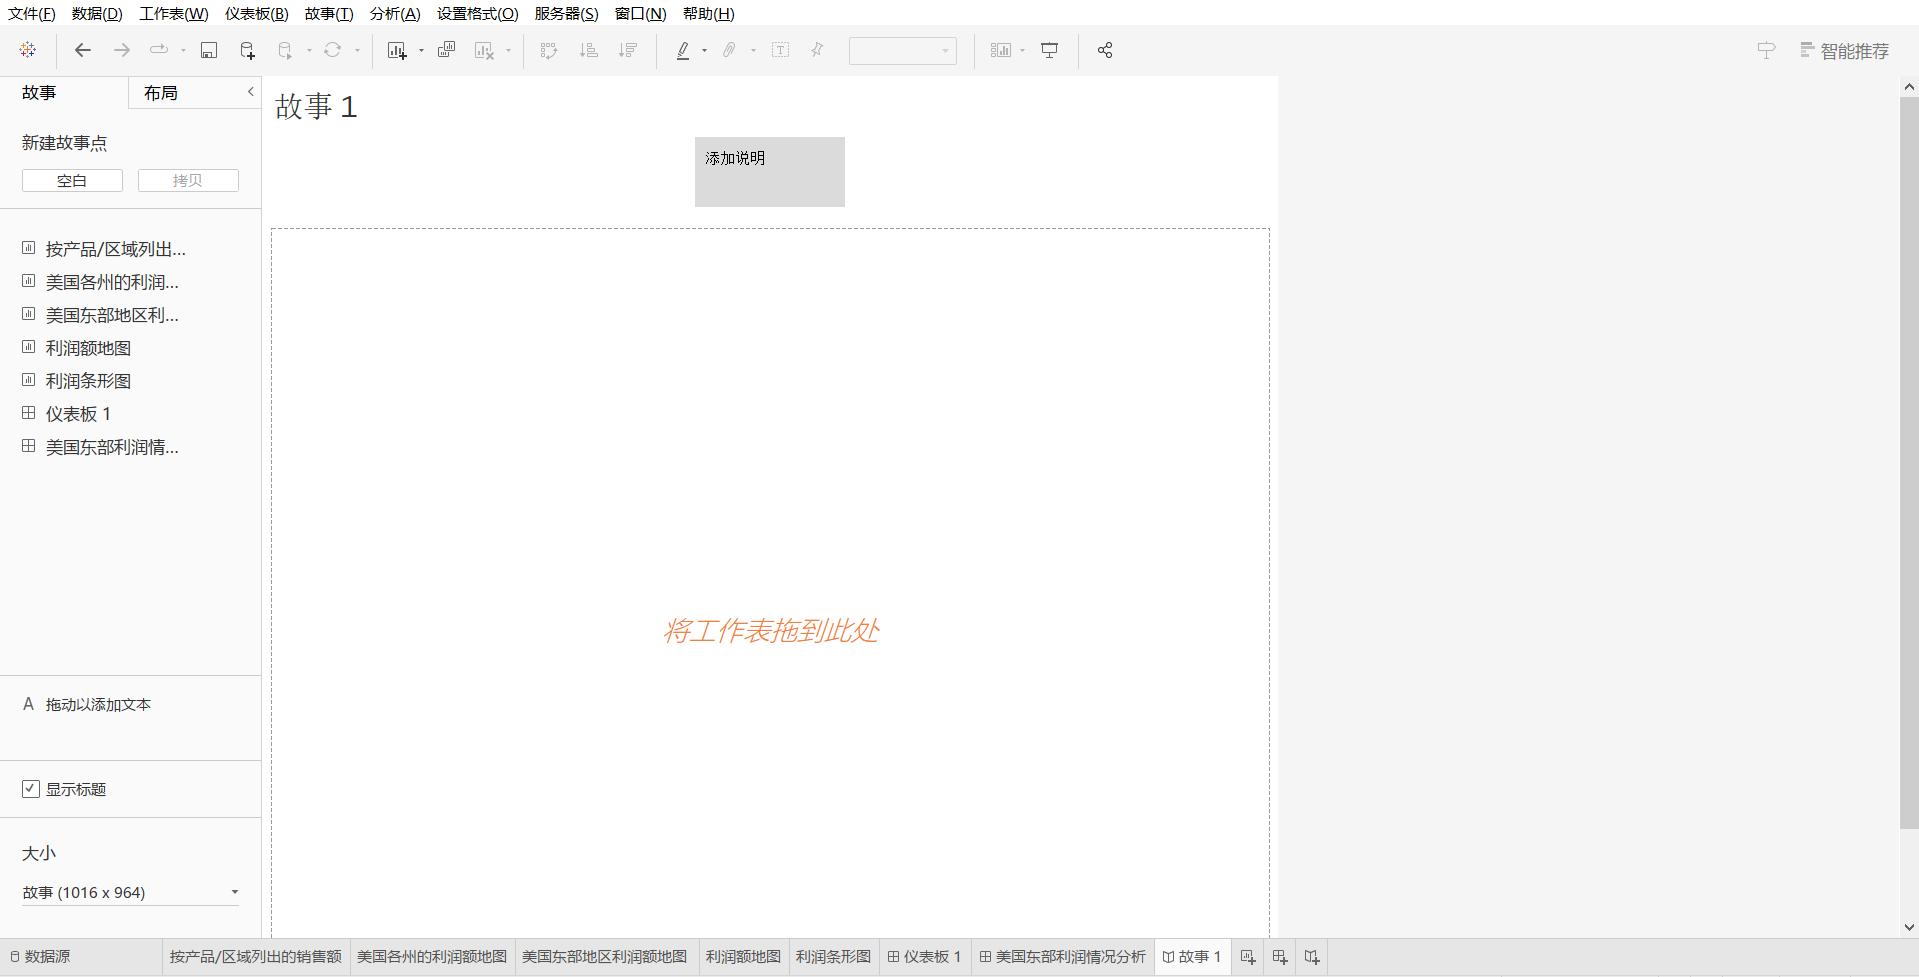 文件(F) 数据(D) 工作表(W) 仪表板(B) 故事(T) 分析(A) 设置格式(O) 服务器(S) 窗口(N) 帮助(H)
智能推荐
故事 布局
新建故事点
空白 拷贝
按产品/区域列出...
美国各州的利润...
美国东部地区利...
利润额地图
利润条形图
仪表板 1
美国东部利润情...
A 拖动以添加文本
显示标题
大小
故事 (1016 x 964)
故事 1
添加说明
将工作表拖到此处
数据源 按产品/区域列出的销售额 美国各州的利润额地图 美国东部地区利润额地图 利润额地图 利润条形图 仪表板 1 美国东部利润情况分析 故事 1